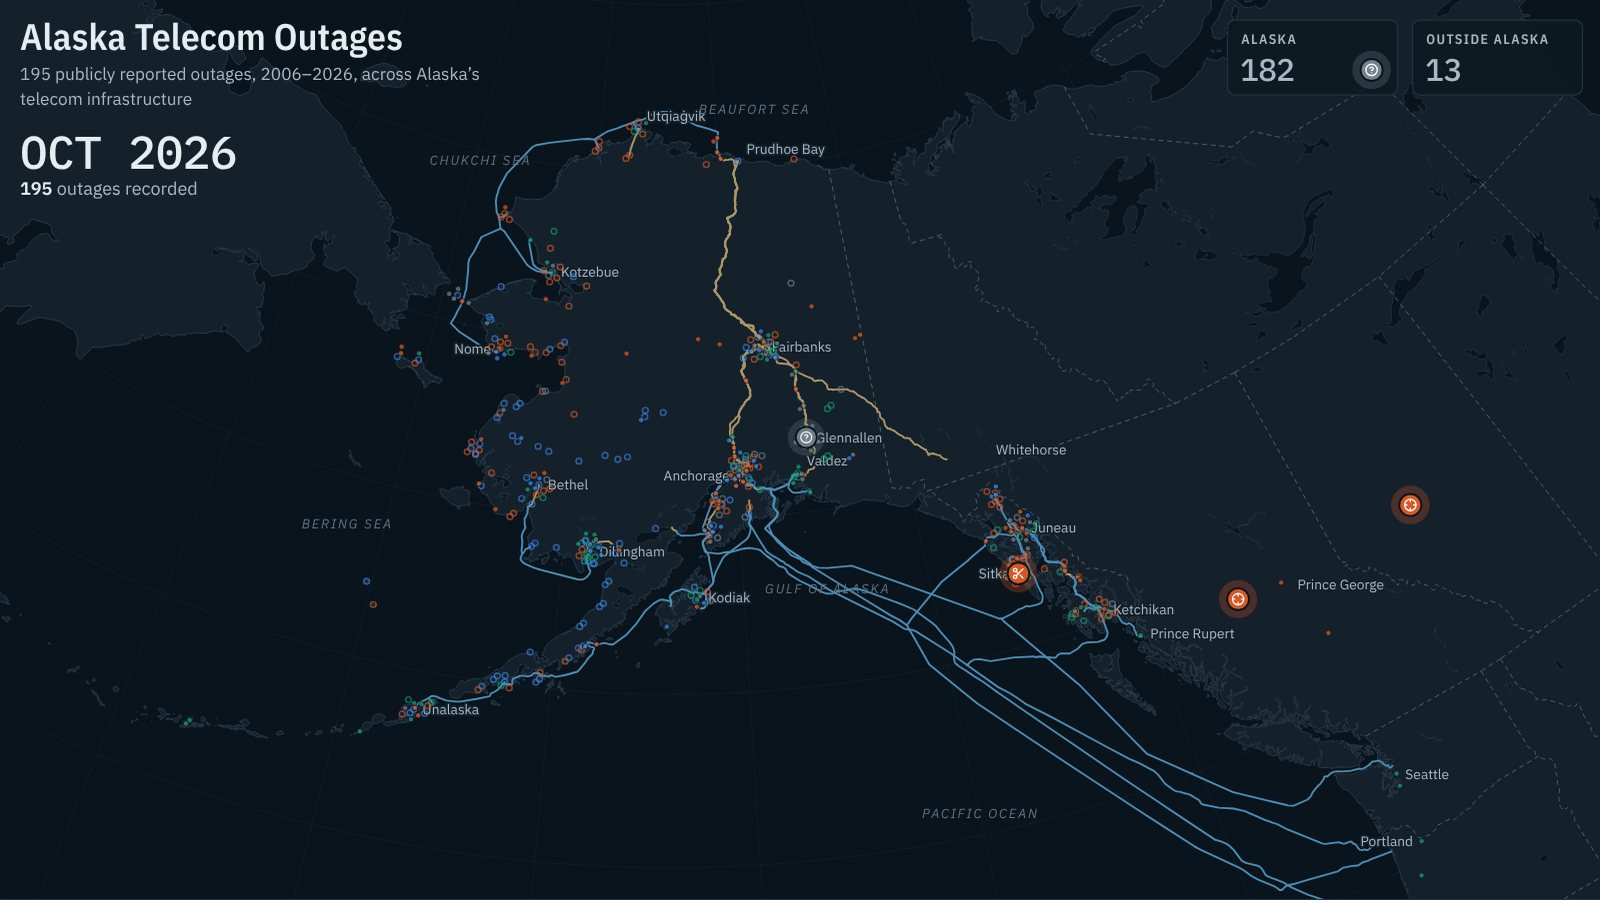 Alaska Telecom Outages
195 publicly reported outages, 2006–2026, across Alaska’s
telecom infrastructure
OCT 2026
195 outages recorded
ALASKA
182
OUTSIDE ALASKA
13
BEAUFORT SEA
Utqiaġvik
Prudhoe Bay
CHUKCHI SEA
Kotzebue
Nome
Fairbanks
Glennallen
Whitehorse
Valdez
Anchorage
Bethel
BERING SEA
Juneau
Dillingham
Sitka
GULF OF ALASKA
Prince George
Kodiak
Ketchikan
Prince Rupert
Unalaska
Seattle
PACIFIC OCEAN
Portland